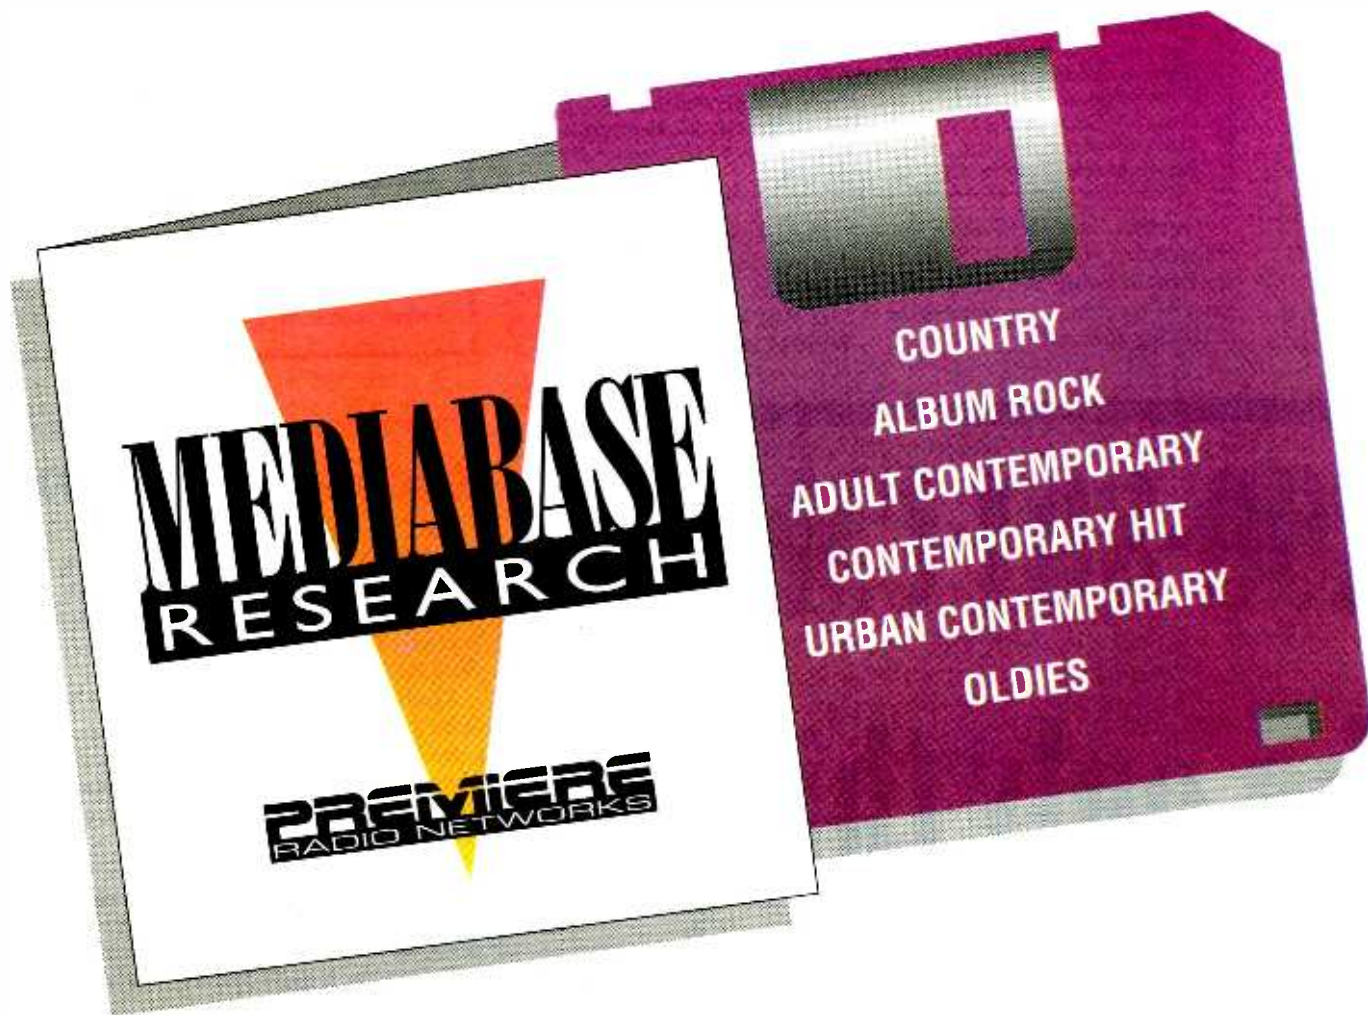 MEDIABASE
RESEARCH
PREMIERE
RADIO NETWORKS
COUNTRY
ALBUM ROCK
ADULT CONTEMPORARY
CONTEMPORARY HIT
URBAN CONTEMPORARY
OLDIES